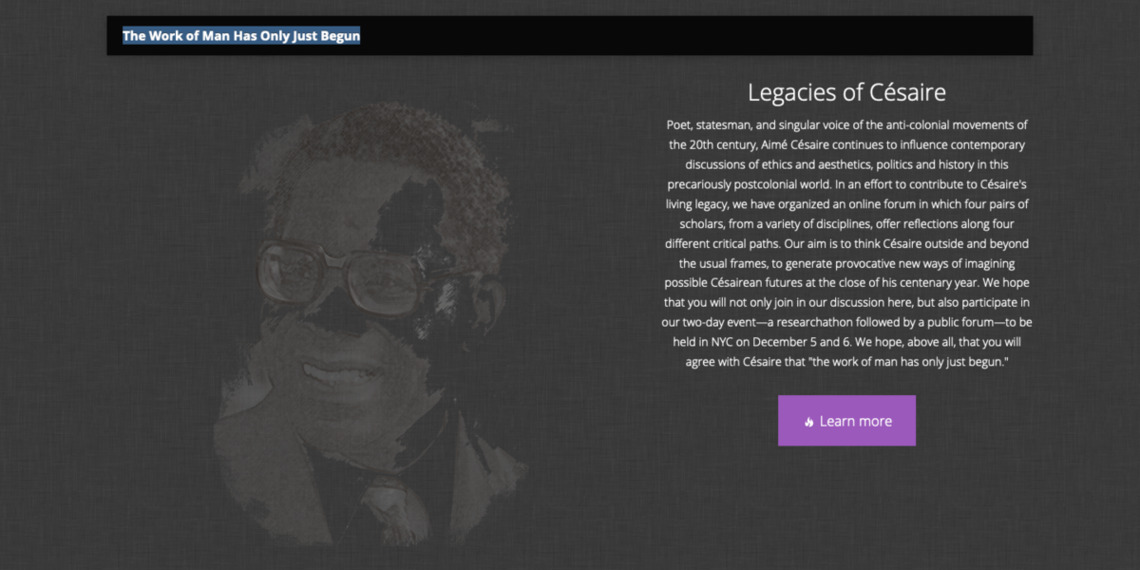 The Work of Man Has Only Just Begun
Legacies of Césaire
Poet, statesman, and singular voice of the anti-colonial movements of
the 20th century, Aimé Césaire continues to influence contemporary
discussions of ethics and aesthetics, politics and history in this
precariously postcolonial world. In an effort to contribute to Césaire's
living legacy, we have organized an online forum in which four pairs of
scholars, from a variety of disciplines, offer reflections along four
different critical paths. Our aim is to think Césaire outside and beyond
the usual frames, to generate provocative new ways of imagining
possible Césairean futures at the close of his centenary year. We hope
that you will not only join in our discussion here, but also participate in
our two-day event—a researchathon followed by a public forum—to be
held in NYC on December 5 and 6. We hope, above all, that you will
agree with Césaire that "the work of man has only just begun."
Learn more